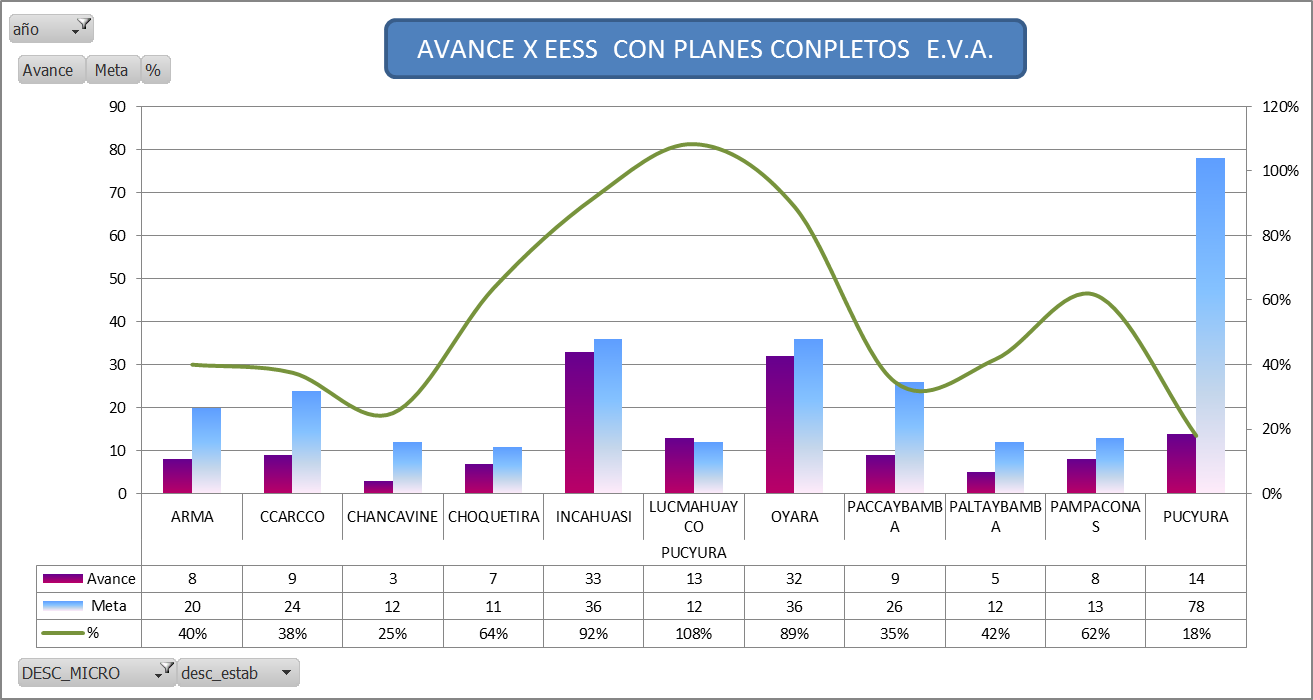 año
AVANCE X EESS CON PLANES CONPLETOS E.V.A.
Avance Meta %
90 120%
80 100%
70
60 80%
50 60%
40
30 40%
20 20%
10
0 0%
ARMA CCARCCO CHANCAVINE CHOQUETIRA INCAHUASI LUCMAHUAY OYARA PACCAYBAMB PALTAYBAMB PAMPACONA PUCYURA
CO A A S
PUCYURA
Avance 8 9 3 7 33 13 32 9 5 8 14
Meta 20 24 12 11 36 12 36 26 12 13 78
% 40% 38% 25% 64% 92% 108% 89% 35% 42% 62% 18%
DESC_MICRO desc_estab